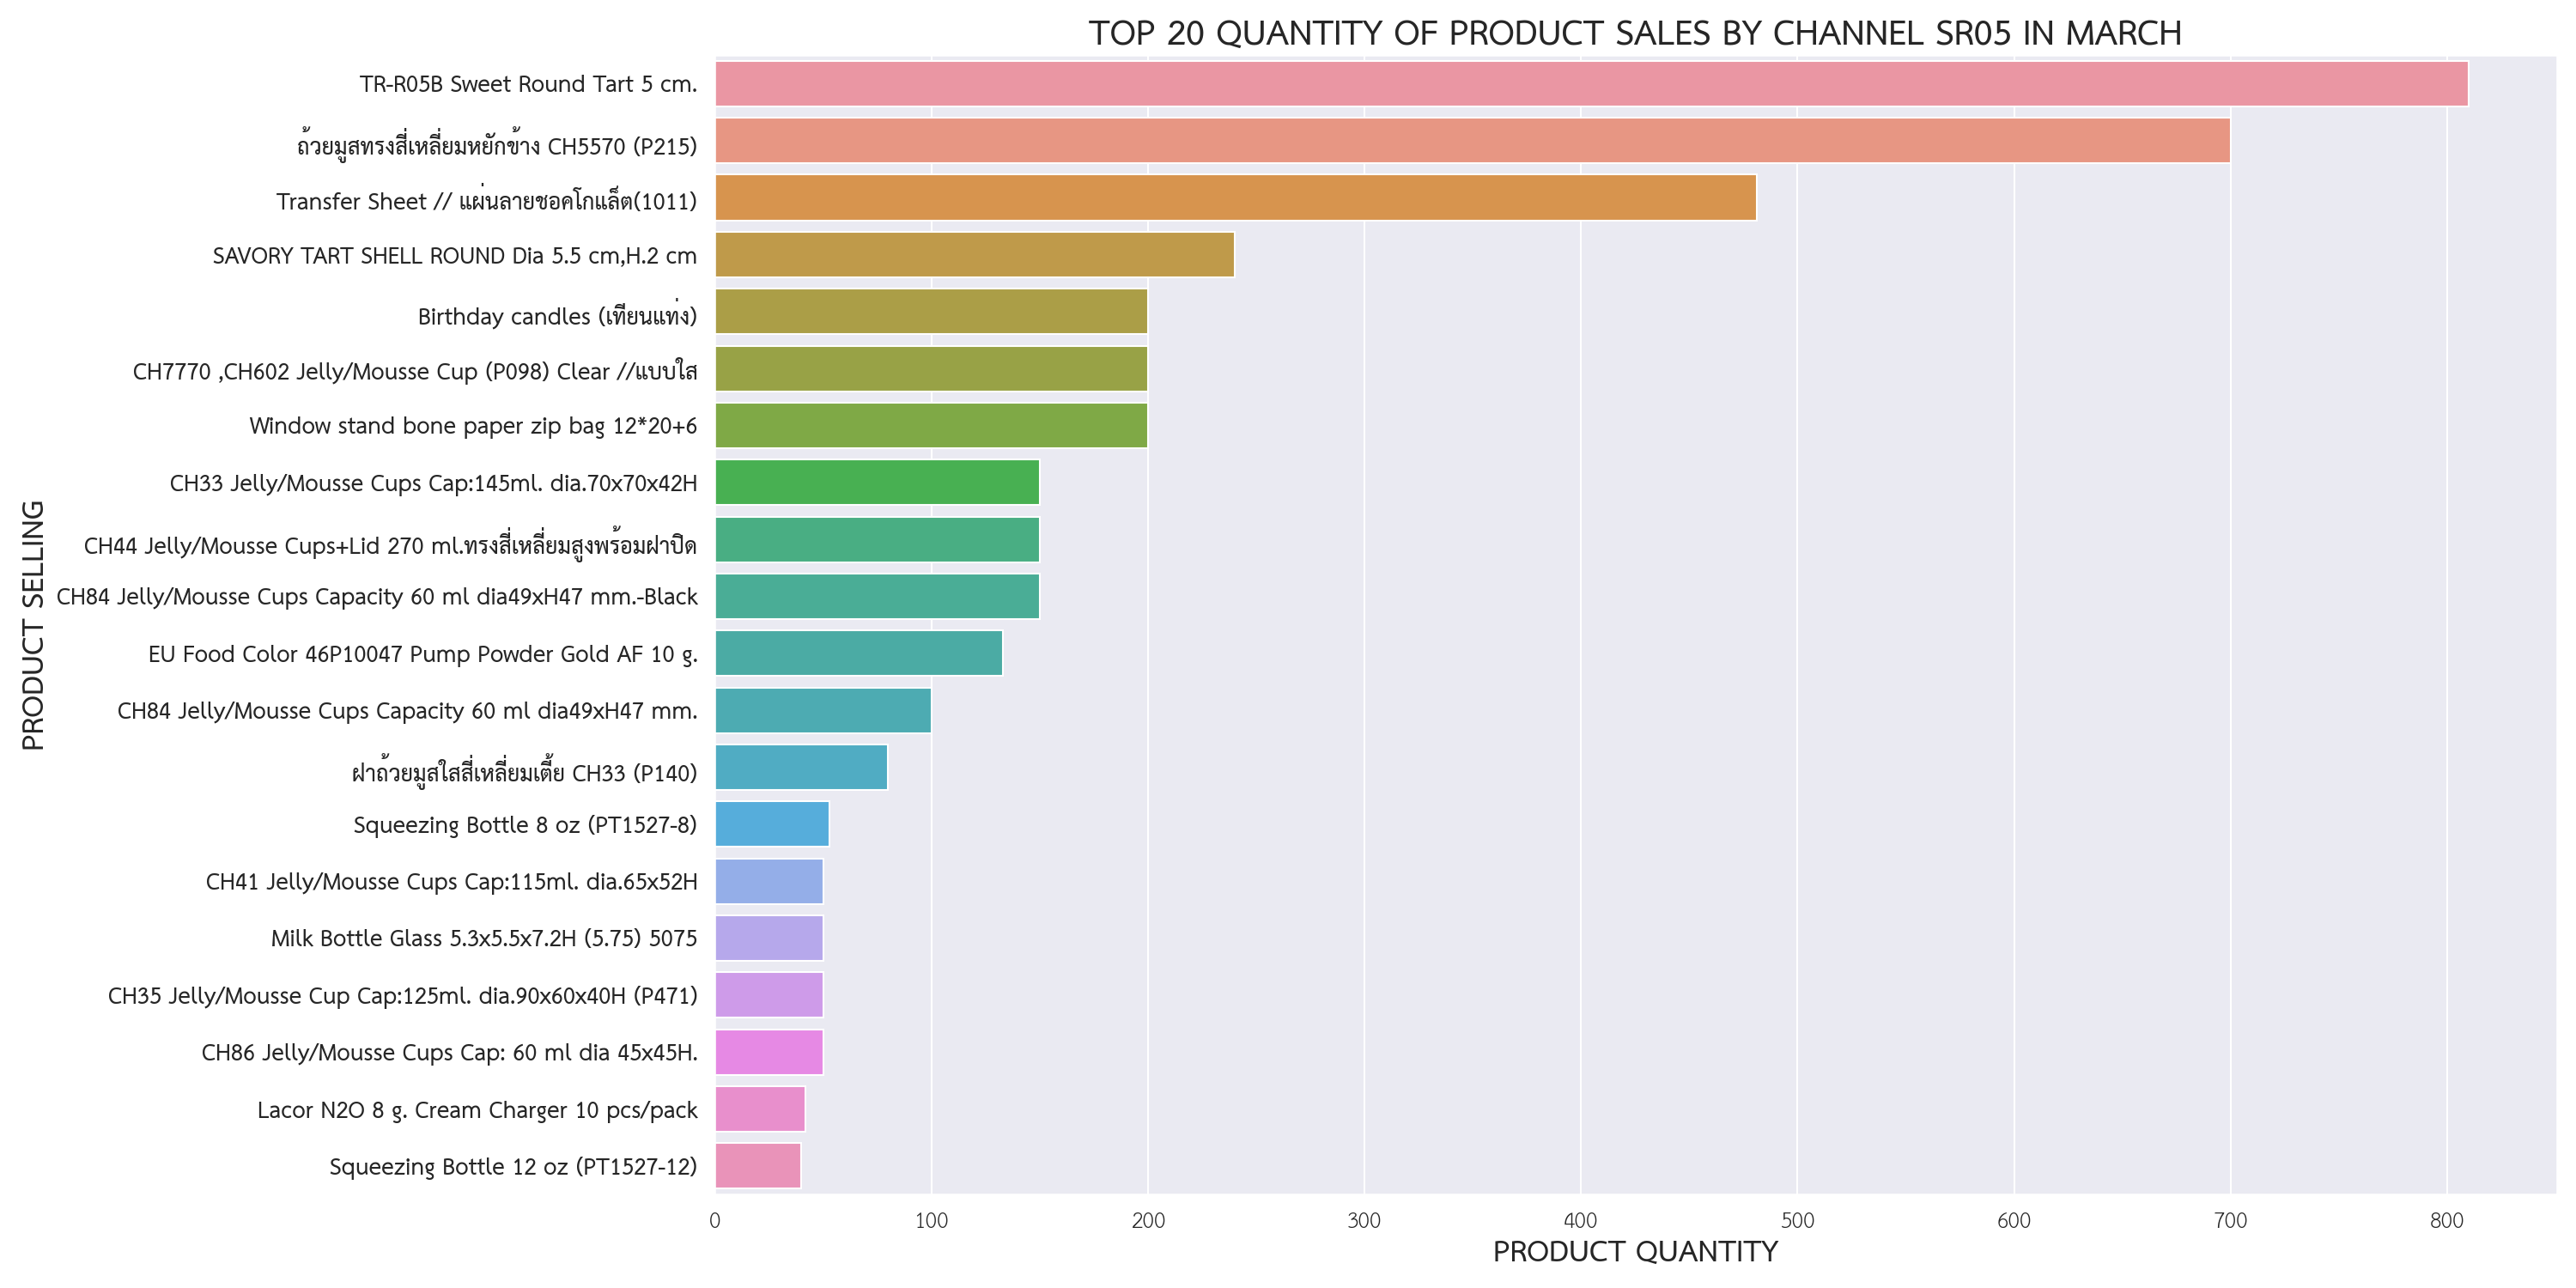 TOP 20 QUANTITY OF PRODUCT SALES BY CHANNEL SR05 IN MARCH
PRODUCT SELLING
TR-R05B Sweet Round Tart 5 cm.
ถ้วยมูสทรงสี่เหลี่ยมหยักข้าง CH5570 (P215)
Transfer Sheet // แผ่นลายชอคโกแล็ต(1011)
SAVORY TART SHELL ROUND Dia 5.5 cm,H.2 cm
Birthday candles (เทียนแท่ง)
CH7770 ,CH602 Jelly/Mousse Cup (P098) Clear //แบบใส
Window stand bone paper zip bag 12*20+6
CH33 Jelly/Mousse Cups Cap:145ml. dia.70x70x42H
CH44 Jelly/Mousse Cups+Lid 270 ml.ทรงสี่เหลี่ยมสูงพร้อมฝาปิด
CH84 Jelly/Mousse Cups Capacity 60 ml dia49xH47 mm.-Black
EU Food Color 46P10047 Pump Powder Gold AF 10 g.
CH84 Jelly/Mousse Cups Capacity 60 ml dia49xH47 mm.
ฝาถ้วยมูสใสสี่เหลี่ยมเตี้ย CH33 (P140)
Squeezing Bottle 8 oz (PT1527-8)
CH41 Jelly/Mousse Cups Cap:115ml. dia.65x52H
Milk Bottle Glass 5.3x5.5x7.2H (5.75) 5075
CH35 Jelly/Mousse Cup Cap:125ml. dia.90x60x40H (P471)
CH86 Jelly/Mousse Cups Cap: 60 ml dia 45x45H.
Lacor N2O 8 g. Cream Charger 10 pcs/pack
Squeezing Bottle 12 oz (PT1527-12)
0 100 200 300 400 500 600 700 800
PRODUCT QUANTITY